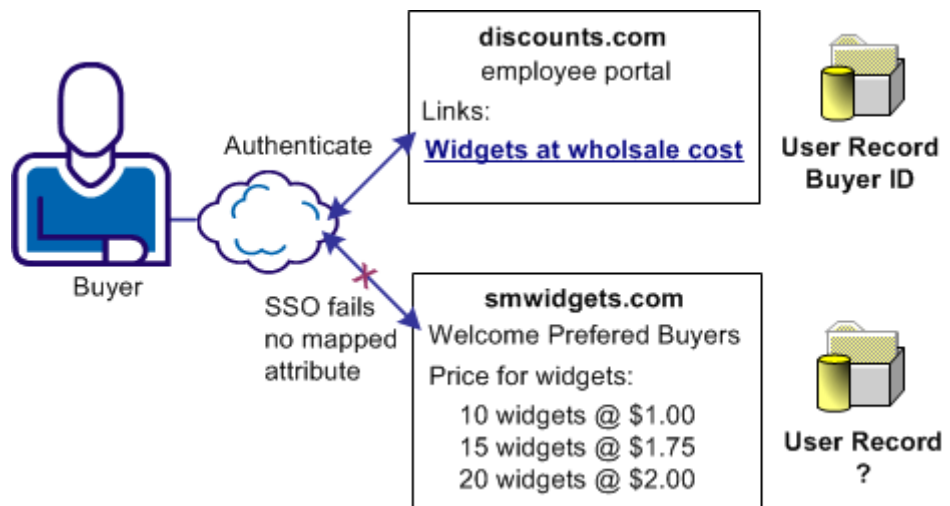 discounts.com
employee portal
Links:
Widgets at wholsale cost
User Record
Buyer ID
Authenticate
Buyer
SSO fails
no mapped
attribute
smwidgets.com
Welcome Prefered Buyers
Price for widgets:
10 widgets @ $1.00
15 widgets @ $1.75
20 widgets @ $2.00
User Record
?